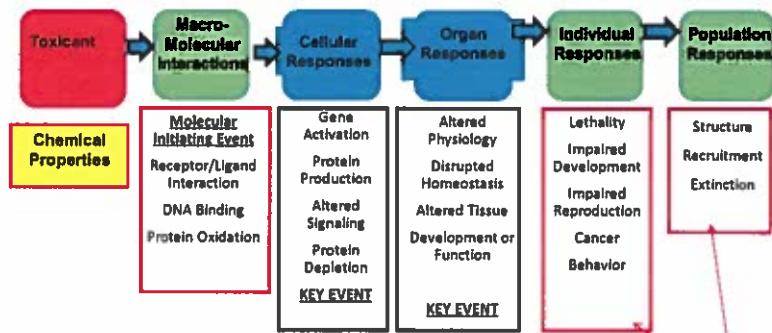 Toxicant
Macro-
Molecular
Interactions
Cellular
Responses
Organ
Responses
Individual
Responses
Population
Responses
Chemical
Properties
Molecular
Initiating Event
Receptor/Ligand
Interaction
DNA Binding
Protein Oxidation
Gene
Activation
Protein
Production
Altered
Signaling
Protein
Depletion
KEY EVENT
Altered
Physiology
Disrupted
Homeostasis
Altered Tissue
Development or
Function
KEY EVENT
Lethality
Impaired
Development
Impaired
Reproduction
Cancer
Behavior
Structure
Recruitment
Extinction